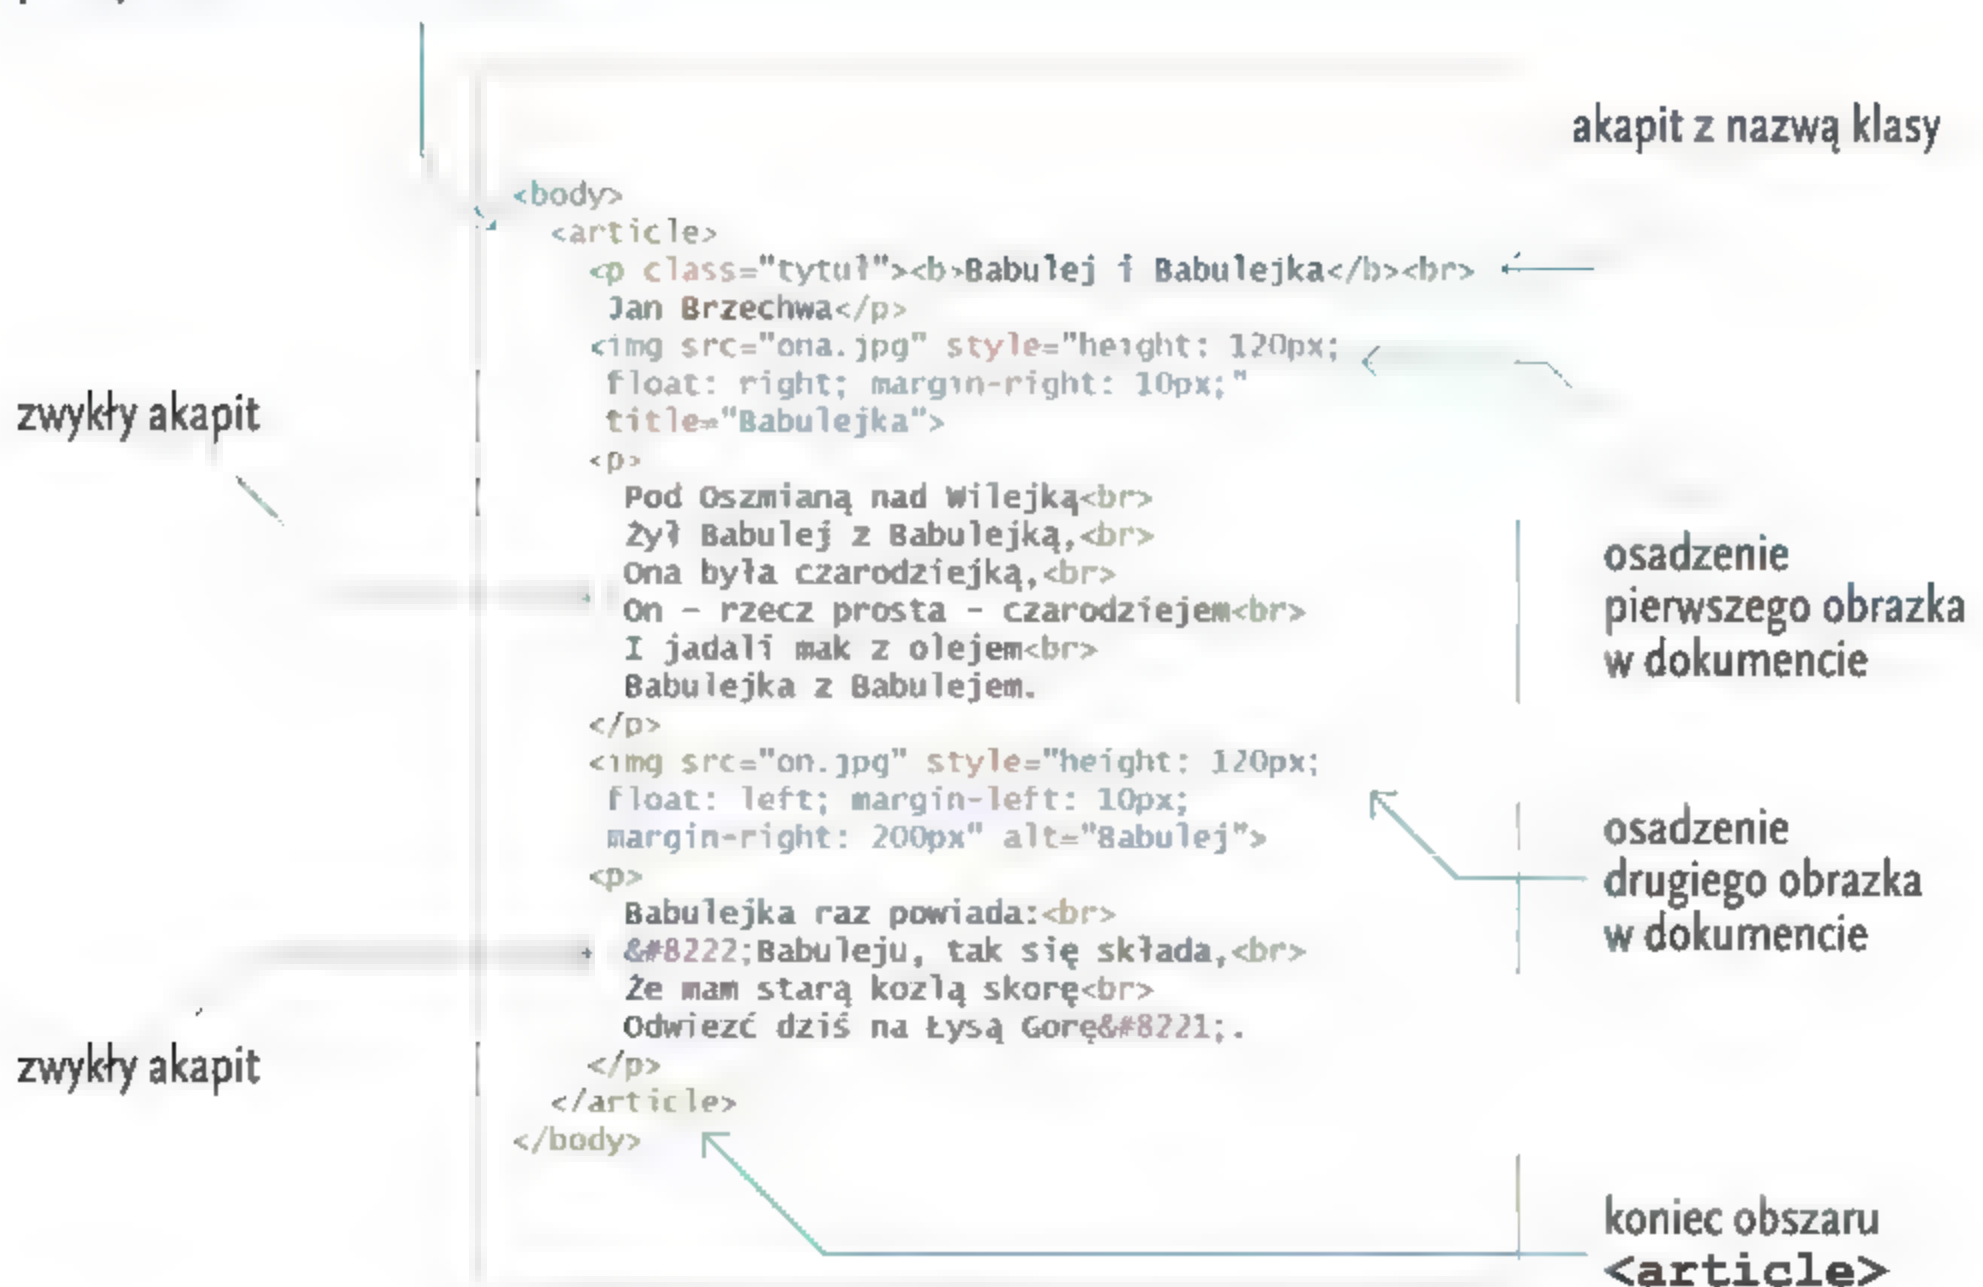 akapit z nazwą klasy
<body>
<article>
<p class="tytuł"><b>Babulej i Babulejka</b><br>
Jan Brzechwa</p>
<img src="ona.jpg" style="height: 120px;
float: right; margin-right: 10px;"
title="Babulejka">
zwykły akapit
<p>
Pod Oszmianą nad Wilejką<br>
Żył Babulej z Babulejką,<br>
Ona była czarodziejką,<br>
On – rzecz prosta – czarodziejem<br>
I jadali mak z olejem<br>
Babulejka z Babulejem.
</p>
osadzenie
pierwszego obrazka
w dokumencie
<img src="on.jpg" style="height: 120px;
float: left; margin-left: 10px;
margin-right: 200px" alt="Babulej">
osadzenie
drugiego obrazka
w dokumencie
<p>
Babulejka raz powiada:<br>
&#8222;Babuleju, tak się składa,<br>
Że mam starą kozlą skorę<br>
Odwiezć dziś na Łysą Gorę&#8221;.
</p>
zwykły akapit
</article>
</body>
koniec obszaru
<article>